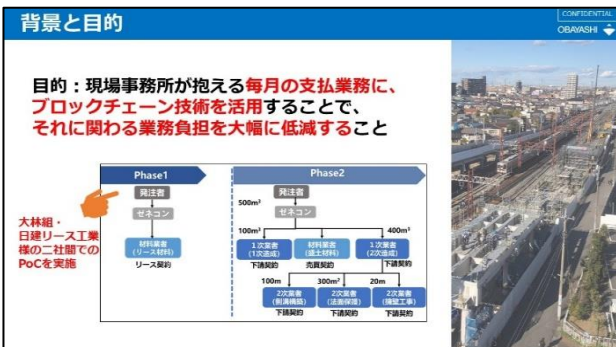 背景と目的
CONFIDENTIAL
OBAYASHI
目的：現場事務所が抱える毎月の支払業務に、
ブロックチェーン技術を活用することで、
それに関わる業務負担を大幅に低減すること
Phase1
発注者
ゼネコン
材料業者
(リース材料)
リース契約
大林組・
日建リース工業
様の二社間での
PoCを実施
Phase2
発注者
500m³
ゼネコン
100m³
400m³
1次業者
(1次造成)
下請契約
材料業者
(盛土材料)
売買契約
1次業者
(2次造成)
下請契約
100m
300m²
20m
2次業者
(側溝構築)
下請契約
2次業者
(法面保護)
下請契約
2次業者
(擁壁工事)
下請契約